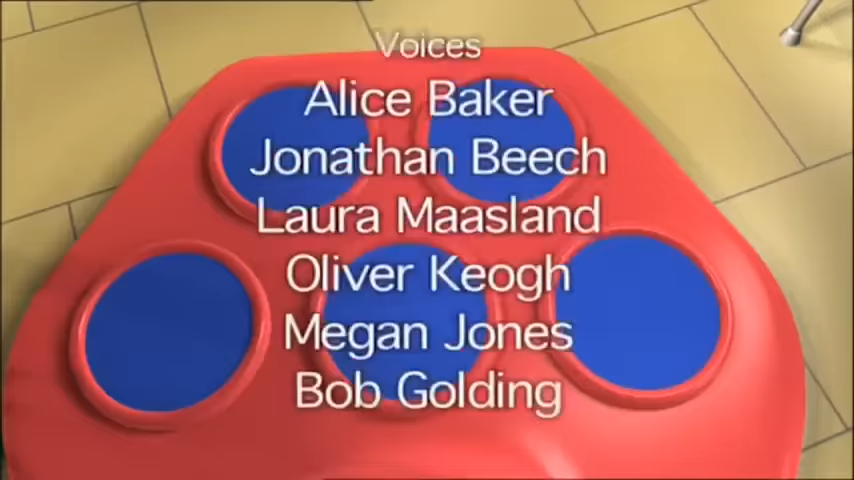 Voices
Alice Baker
Jonathan Beech
Laura Maasland
Oliver Keogh
Megan Jones
Bob Golding